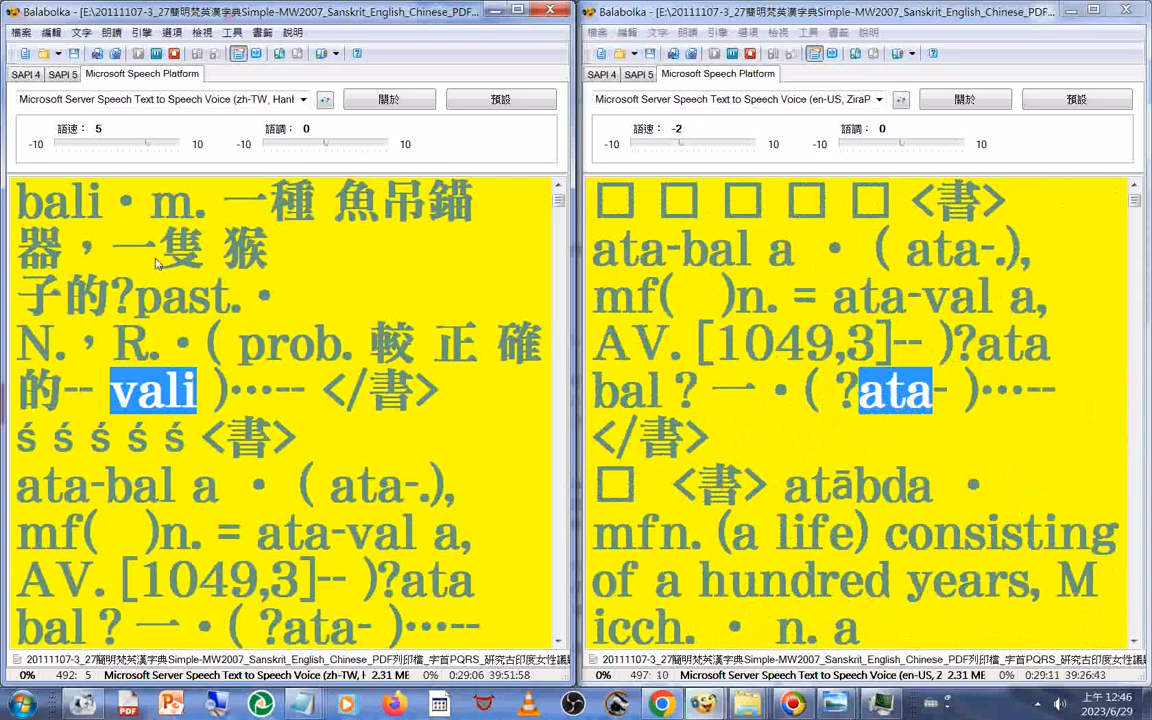 Balabolka - [E:\20111107-3_27簡明梵英漢字典Simple-MW2007_Sanskrit_English_Chinese_PDF...
檔案 編輯 文字 朗讀 引擎 選項 檢視 工具 書籤 說明
SAPI 4 SAPI 5 Microsoft Speech Platform
Microsoft Server Speech Text to Speech Voice (zh-TW, Hanl
關於 預設
語速： 5 語調： 0
-10 10 -10 10
bali・m. 一種 魚吊錨
器，一隻 猴
子的?past.・
N.，R.・( prob. 較 正 確
的-- vali )…-- </書>
ś ś ś ś ś <書>
ata-bal a ・ ( ata-.),
mf( )n. = ata-val a,
AV. [1049,3]-- )?ata
bal ? 一・( ?ata- )…--
20111107-3_27簡明梵英漢字典Simple-MW2007_Sanskrit_English_Chinese_PDF列印檔_字首PQRS_研究古印度女性議
0% 492: 5 Microsoft Server Speech Text to Speech Voice (zh-TW, H 2.31 MB 0% 0:29:06 39:51:58
Balabolka - [E:\20111107-3_27簡明梵英漢字典Simple-MW2007_Sanskrit_English_Chinese_PDF...
檔案 編輯 文字 朗讀 引擎 選項 檢視 工具 書籤 說明
SAPI 4 SAPI 5 Microsoft Speech Platform
Microsoft Server Speech Text to Speech Voice (en-US, ZiraP
關於 預設
語速： -2 語調： 0
-10 10 -10 10
□ □ □ □ □ <書>
ata-bal a ・ ( ata-.),
mf( )n. = ata-val a,
AV. [1049,3]-- )?ata
bal ? 一・( ?ata- )…--
</書>
□ <書> atābda ・
mfn. (a life) consisting
of a hundred years, M
icch. ・ n. a
20111107-3_27簡明梵英漢字典Simple-MW2007_Sanskrit_English_Chinese_PDF列印檔_字首PQRS_研究古印度女性議
0% 497: 10 Microsoft Server Speech Text to Speech Voice (en-US, Z 2.31 MB 0% 0:29:11 39:26:43
上午 12:46
2023/6/29